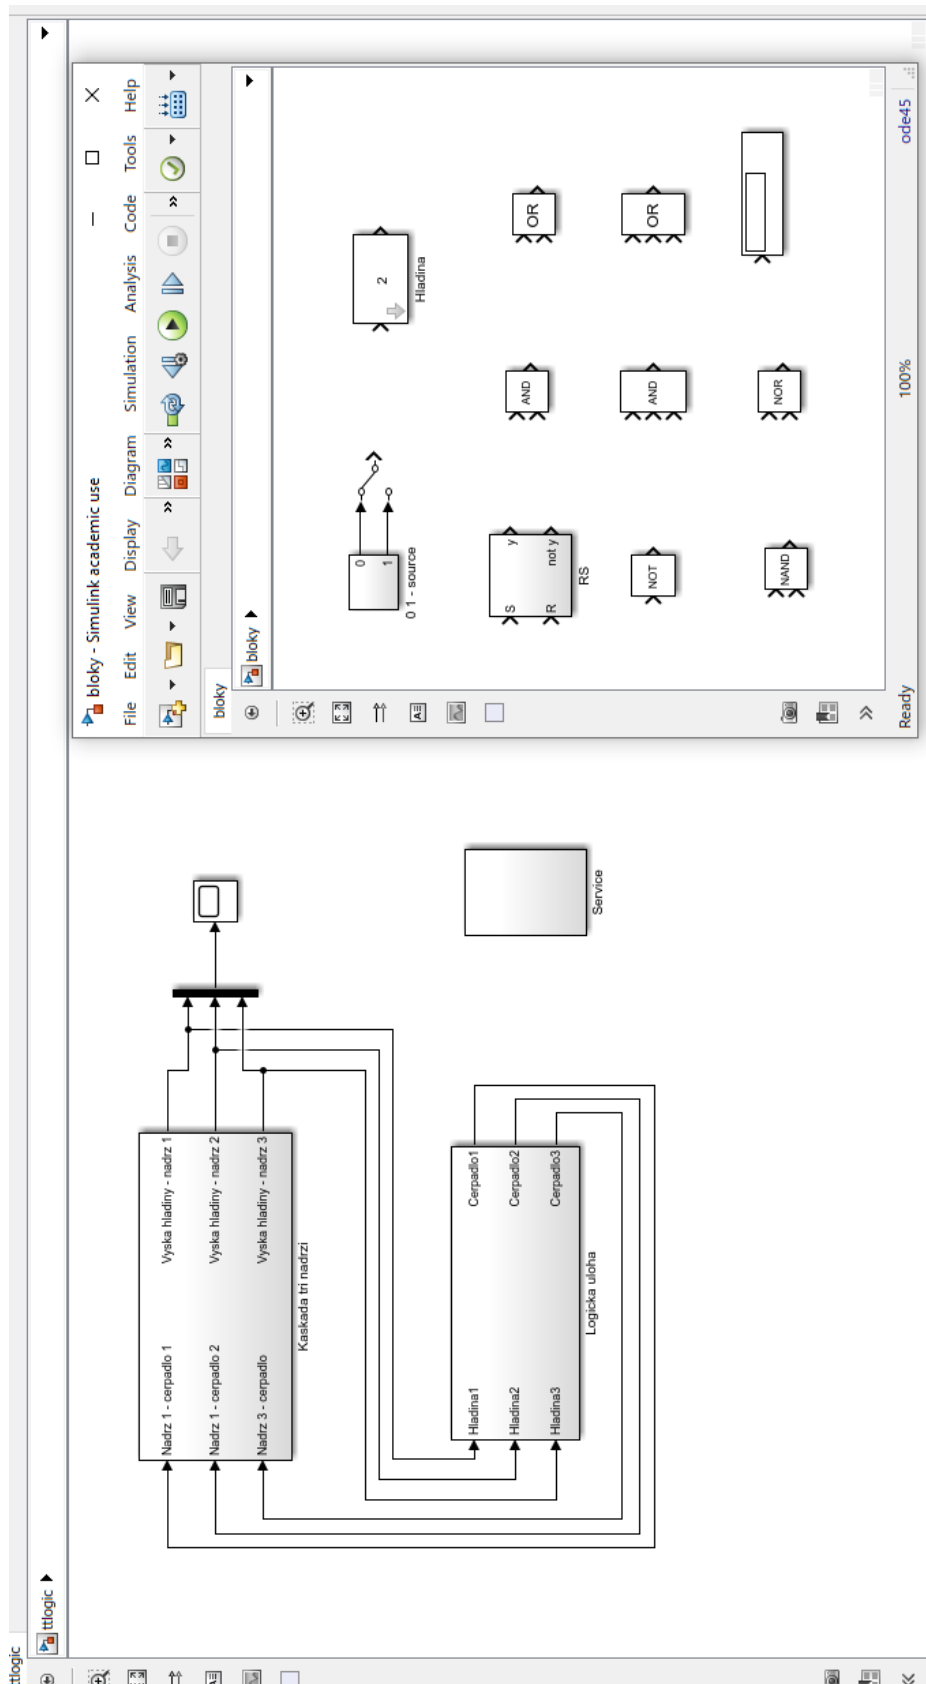 ttlogic
ttlogic
Nadrz 1 - cerpadlo 1
Nadrz 1 - cerpadlo 2
Nadrz 3 - cerpadlo
Vyska hladiny - nadrz 1
Vyska hladiny - nadrz 2
Vyska hladiny - nadrz 3
Kaskada tri nadrzi
Hladina1
Hladina2
Hladina3
Cerpadlo1
Cerpadlo2
Cerpadlo3
Logicka uloha
Service
bloky - Simulink academic use
File Edit View Display Diagram Simulation Analysis Code Tools Help
bloky
bloky
0
1
0 1 - source
2
Hladina
S y
R not y
RS
AND
OR
NOT
AND
OR
NAND
NOR
Ready 100% ode45